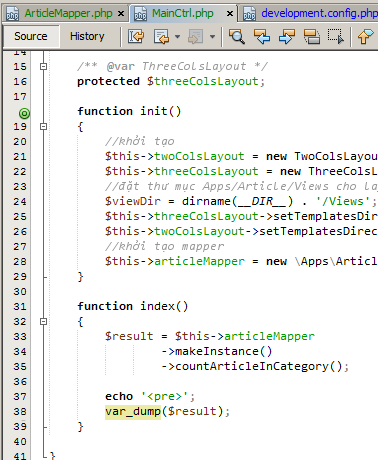 ArticleMapper.php
MainCtrl.php
development.config.php
Source
History
14
15 /** @var ThreeColsLayout */
16 protected $threeColsLayout;
17
function init()
19 {
20 //khởi tạo
21 $this->twoColsLayout = new TwoColsLayou
22 $this->threeColsLayout = new ThreeColsL
23 //đặt thư mục Apps/Article/Views cho la
24 $viewDir = dirname(__DIR__) . '/Views';
25 $this->threeColsLayout->setTemplatesDir
26 $this->twoColsLayout->setTemplatesDirec
27 //khởi tạo mapper
28 $this->articleMapper = new \Apps\Articl
29 }
30
31 function index()
32 {
33 $result = $this->articleMapper
34 ->makeInstance()
35 ->countArticleInCategory();
36
37 echo '<pre>';
38 var_dump($result);
39 }
40
41 }